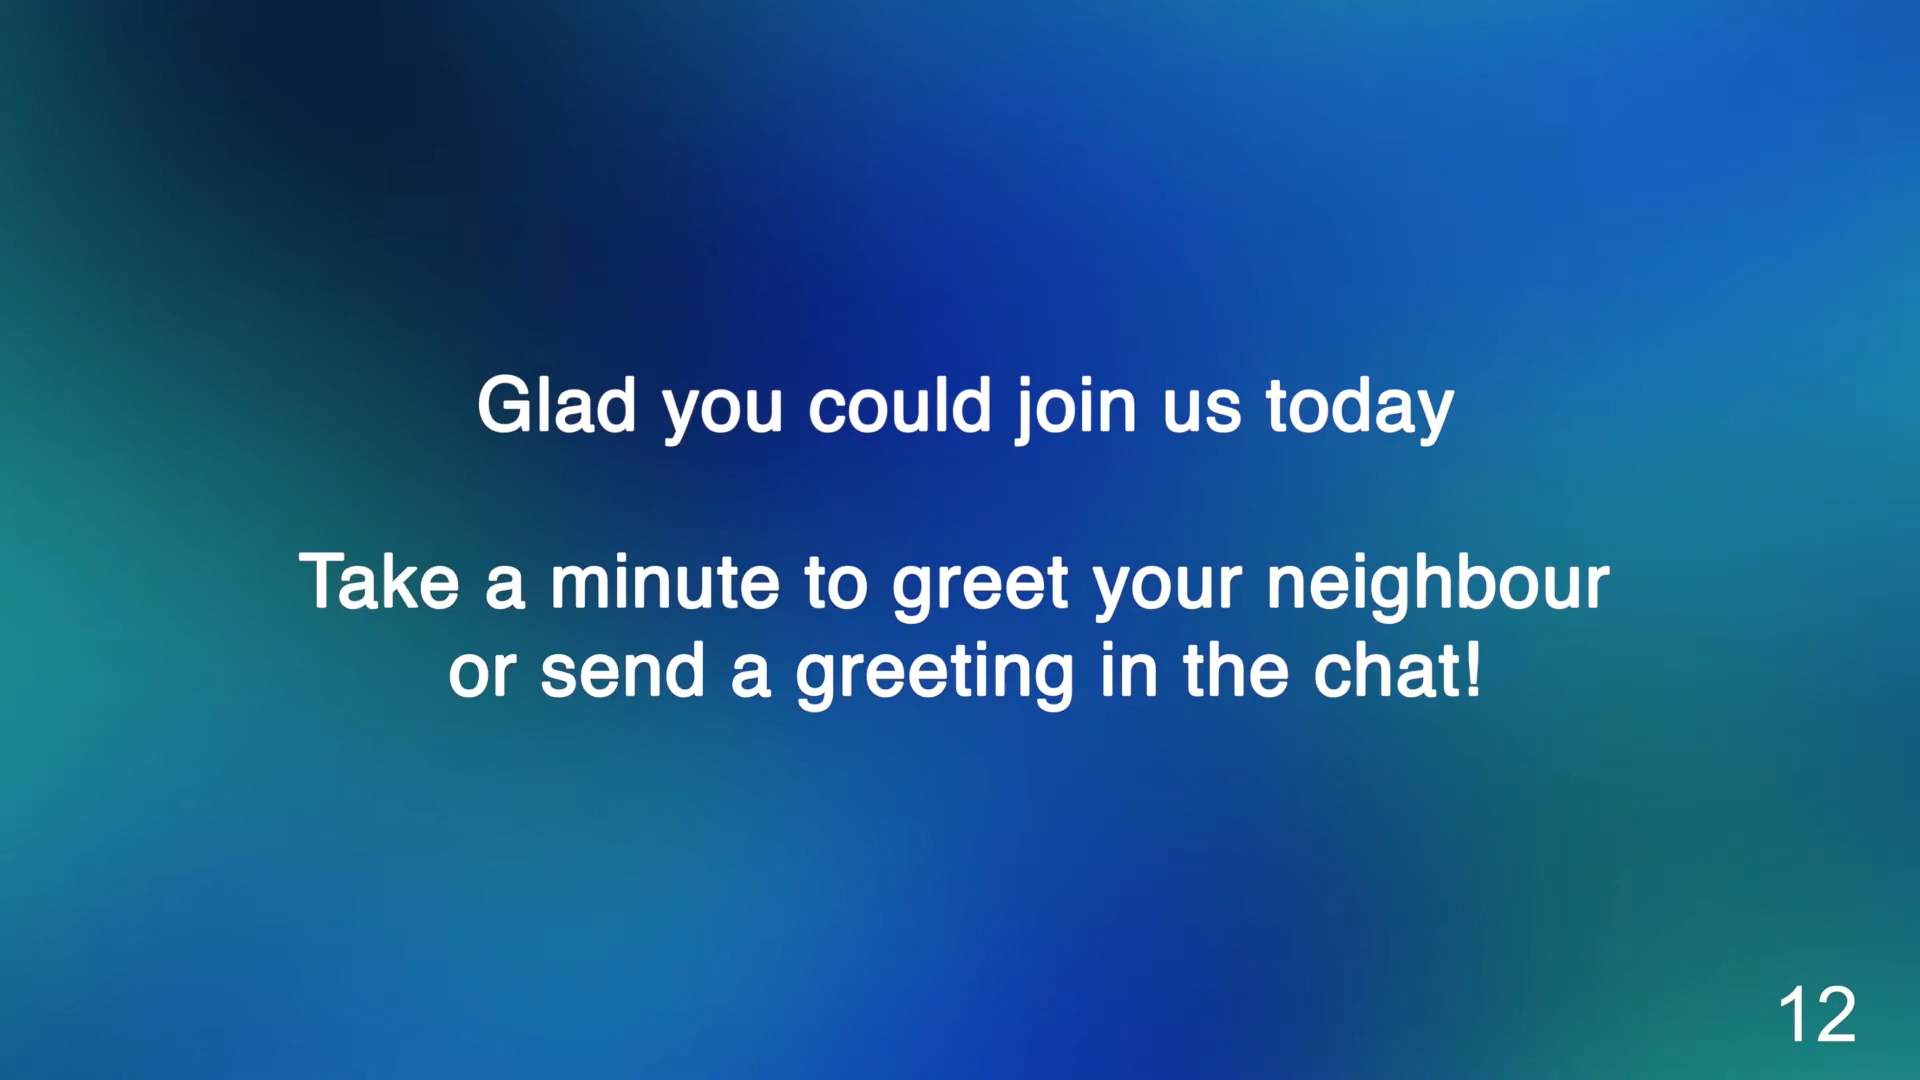 Glad you could join us today
Take a minute to greet your neighbour
or send a greeting in the chat!
12